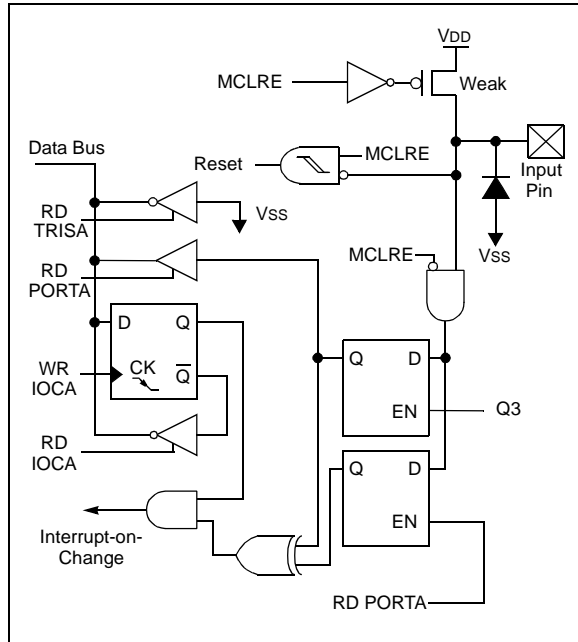 VDD
MCLRE
Weak
Data Bus
Reset
MCLRE
Input
Pin
RD
TRISA
VSS
VSS
RD
PORTA
MCLRE
D
Q
Q
D
WR
IOCA
CK
Q̅
EN
Q3
RD
IOCA
Q
D
EN
Interrupt-on-
Change
RD PORTA